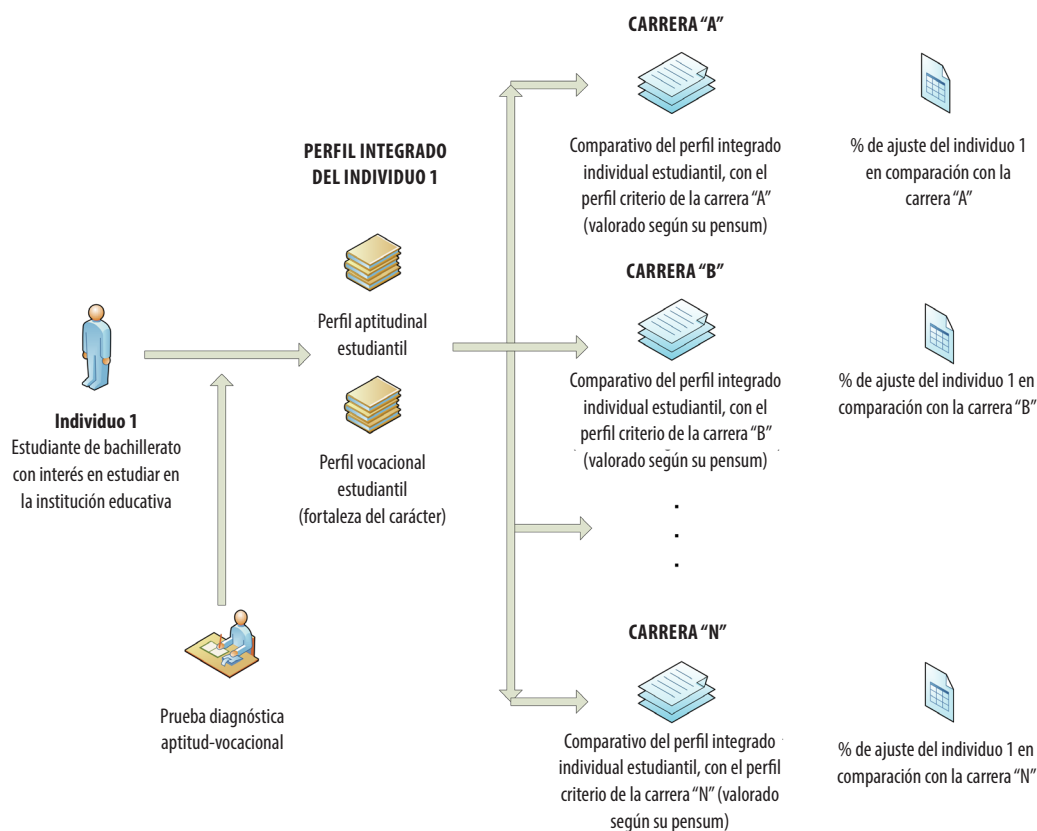 Individuo 1
Estudiante de bachillerato
con interés en estudiar en
la institución educativa
Prueba diagnóstica
aptitud-vocacional
PERFIL INTEGRADO
DEL INDIVIDUO 1
Perfil aptitudinal
estudiantil
Perfil vocacional
estudiantil
(fortaleza del carácter)
CARRERA “A”
Comparativo del perfil integrado
individual estudiantil, con el
perfil criterio de la carrera “A”
(valorado según su pensum)
% de ajuste del individuo 1
en comparación con la
carrera “A”
CARRERA “B”
Comparativo del perfil integrado
individual estudiantil, con el
perfil criterio de la carrera “B”
(valorado según su pensum)
% de ajuste del individuo 1 en
comparación con la carrera “B”
.
.
.
CARRERA “N”
Comparativo del perfil integrado
individual estudiantil, con el perfil
criterio de la carrera “N” (valorado
según su pensum)
% de ajuste del individuo 1 en
comparación con la carrera “N”